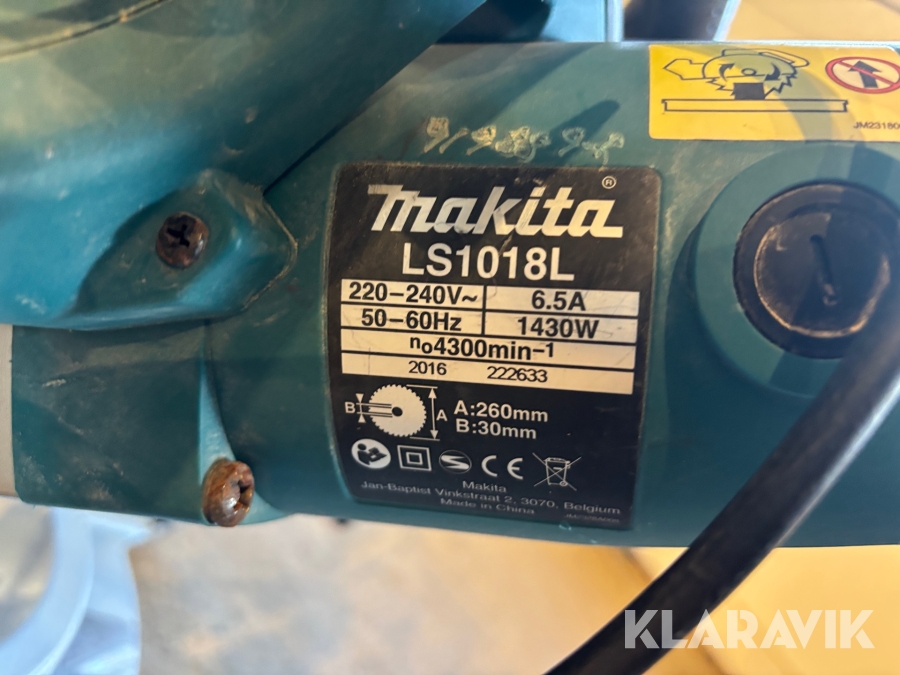 JM23180
makita®
LS1018L
220-240V~ 6.5A
50-60Hz 1430W
no4300min-1
2016 222633
B A A:260mm
B:30mm
CE
Makita
Jan-Baptist Vinkstraat 2, 3070, Belgium
Made in China
KLARAVIK